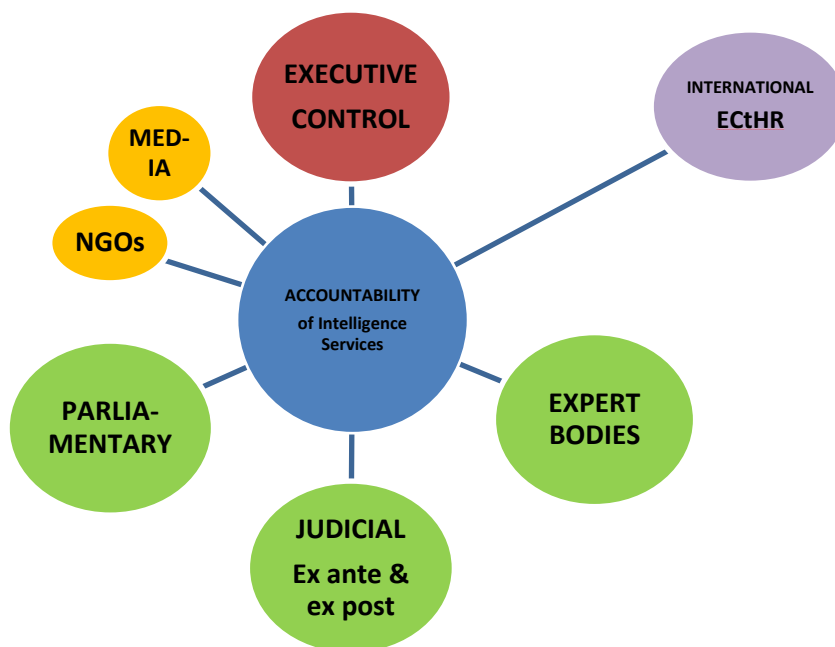 EXECUTIVE
CONTROL
INTERNATIONAL
ECtHR
MED-
IA
NGOs
ACCOUNTABILITY
of Intelligence
Services
PARLIA-
MENTARY
EXPERT
BODIES
JUDICIAL
Ex ante &
ex post